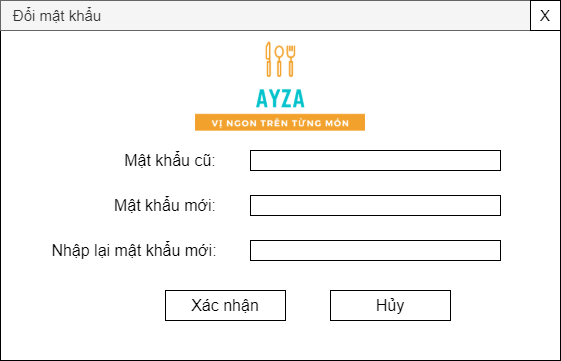 Đổi mật khẩu X
AYZA
VỊ NGON TRÊN TỪNG MÓN
Mật khẩu cũ:
Mật khẩu mới:
Nhập lại mật khẩu mới:
Xác nhận Hủy